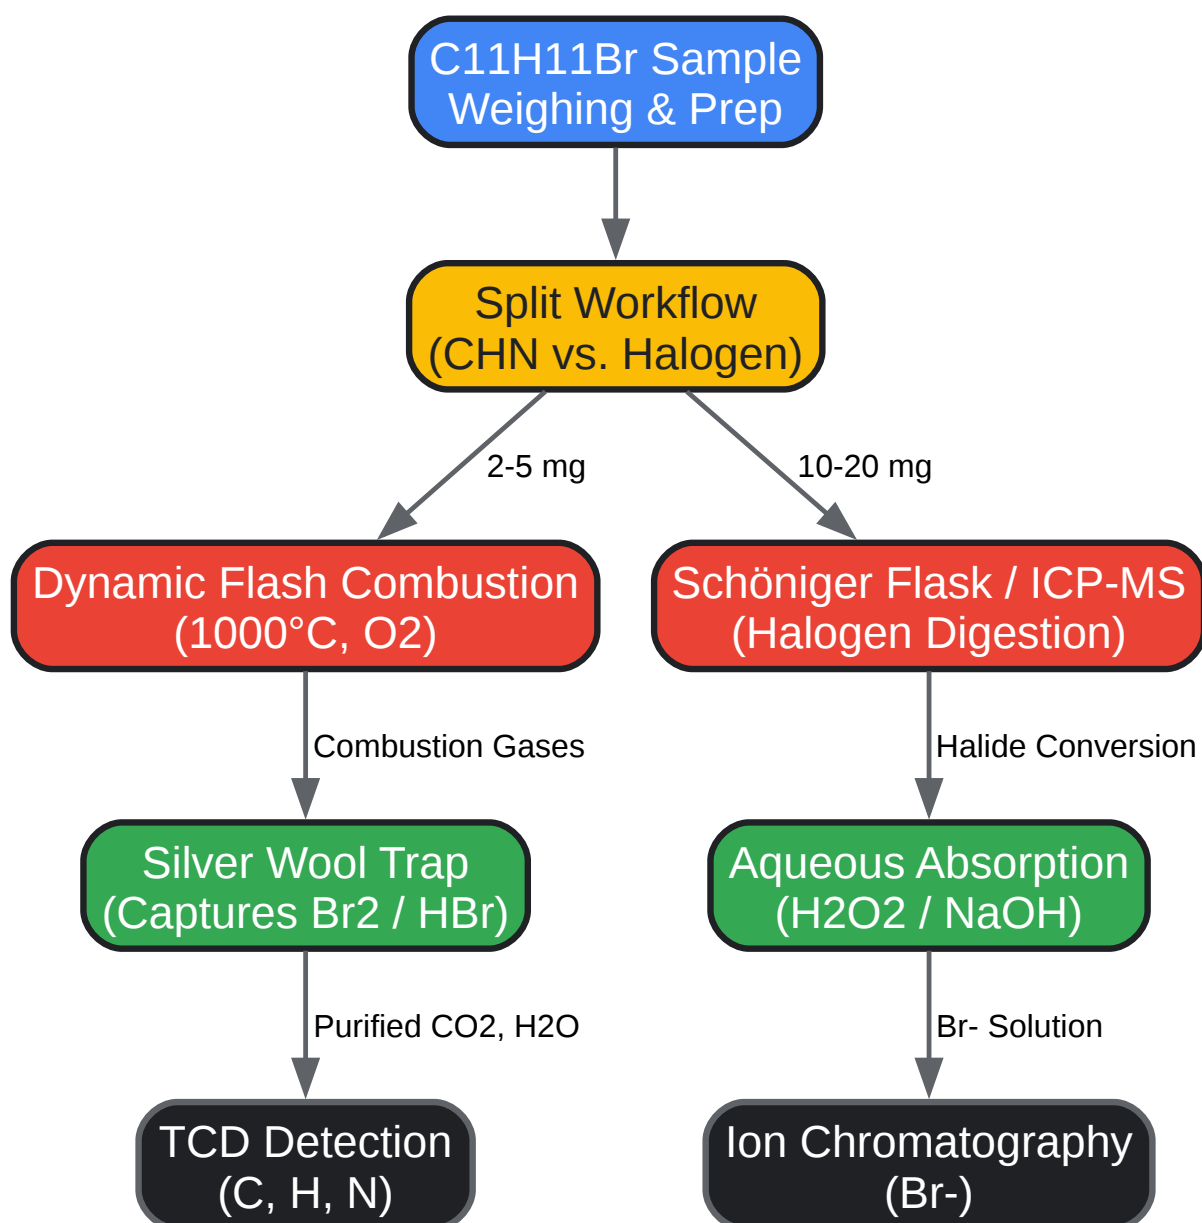 C11H11Br Sample
Weighing & Prep
Split Workflow
(CHN vs. Halogen)
2-5 mg
10-20 mg
Dynamic Flash Combustion
(1000°C, O2)
Schöniger Flask / ICP-MS
(Halogen Digestion)
Combustion Gases
Halide Conversion
Silver Wool Trap
(Captures Br2 / HBr)
Aqueous Absorption
(H2O2 / NaOH)
Purified CO2, H2O
Br- Solution
TCD Detection
(C, H, N)
Ion Chromatography
(Br-)